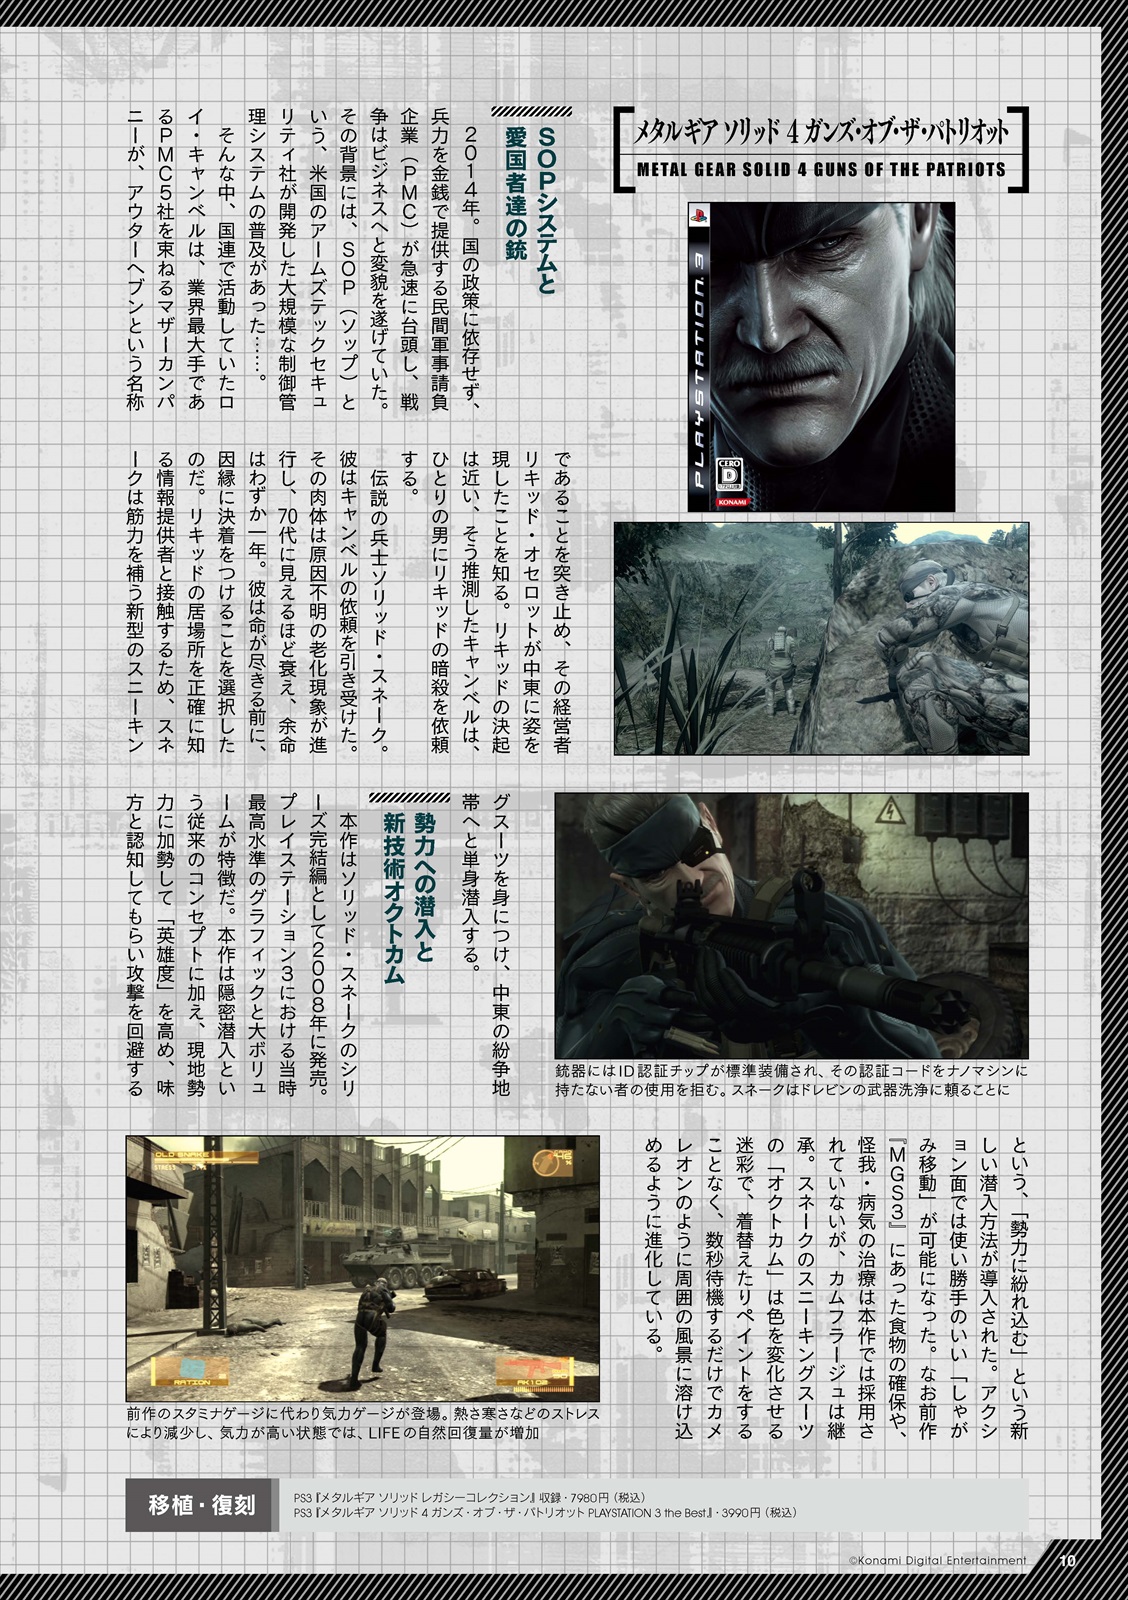 メタルギア ソリッド 4 ガンズ・オブ・ザ・パトリオット
METAL GEAR SOLID 4 GUNS OF THE PATRIOTS
PLAYSTATION 3
CERO
D
KONAMI
SOPシステムと
愛国者達の銃
2014年。国の政策に依存せず、
兵力を金銭で提供する民間軍事請負
企業（PMC）が急速に台頭し、戦
争はビジネスへと変貌を遂げていた。
その背景には、SOP（ソップ）と
いう、米国のアームズテックセキュ
リティ社が開発した大規模な制御管
理システムの普及があった……。
そんな中、国連で活動していたロ
イ・キャンベルは、業界最大手であ
るPMC5社を束ねるマザーカンパ
ニーが、アウターヘブンという名称
であることを突き止め、その経営者
リキッド・オセロットが中東に姿を
現したことを知る。リキッドの決起
は近い、そう推測したキャンベルは、
ひとりの男にリキッドの暗殺を依頼
する。
伝説の兵士ソリッド・スネーク。
彼はキャンベルの依頼を引き受けた。
その肉体は原因不明の老化現象が進
行し、70代に見えるほど衰え、余命
はわずか一年。彼は命が尽きる前に、
因縁に決着をつけることを選択した
のだ。リキッドの居場所を正確に知
る情報提供者と接触するため、スネ
ークは筋力を補う新型のスニーキン
グスーツを身につけ、中東の紛争地
帯へと単身潜入する。
勢力への潜入と
新技術オクトカム
本作はソリッド・スネークのシリ
ーズ完結編として2008年に発売。
プレイステーション3における当時
最高水準のグラフィックと大ボリュ
ームが特徴だ。本作は隠密潜入とい
う従来のコンセプトに加え、現地勢
力に加勢して「英雄度」を高め、味
方と認知してもらい攻撃を回避する
銃器にはID認証チップが標準装備され、その認証コードをナノマシンに
持たない者の使用を拒む。スネークはドレビンの武器洗浄に頼ることに
という、「勢力に紛れ込む」という新
しい潜入方法が導入された。アクシ
ョン面では使い勝手のいい「しゃが
み移動」が可能になった。なお前作
『MGS3』にあった食物の確保や、
怪我・病気の治療は本作では採用さ
れていないが、カムフラージュは継
承。スネークのスニーキングスーツ
の「オクトカム」は色を変化させる
迷彩で、着替えたりペイントをする
ことなく、数秒待機するだけでカメ
レオンのように周囲の風景に溶け込
めるように進化している。
OLD SNAKE
STRESS
RATION
AK102
前作のスタミナゲージに代わり気力ゲージが登場。熱さ寒さなどのストレス
により減少し、気力が高い状態では、LIFEの自然回復量が増加
移植・復刻
PS3『メタルギア ソリッド レガシーコレクション』収録・7980円（税込）
PS3『メタルギア ソリッド 4 ガンズ・オブ・ザ・パトリオット PLAYSTATION 3 the Best』・3990円（税込）
©Konami Digital Entertainment
10